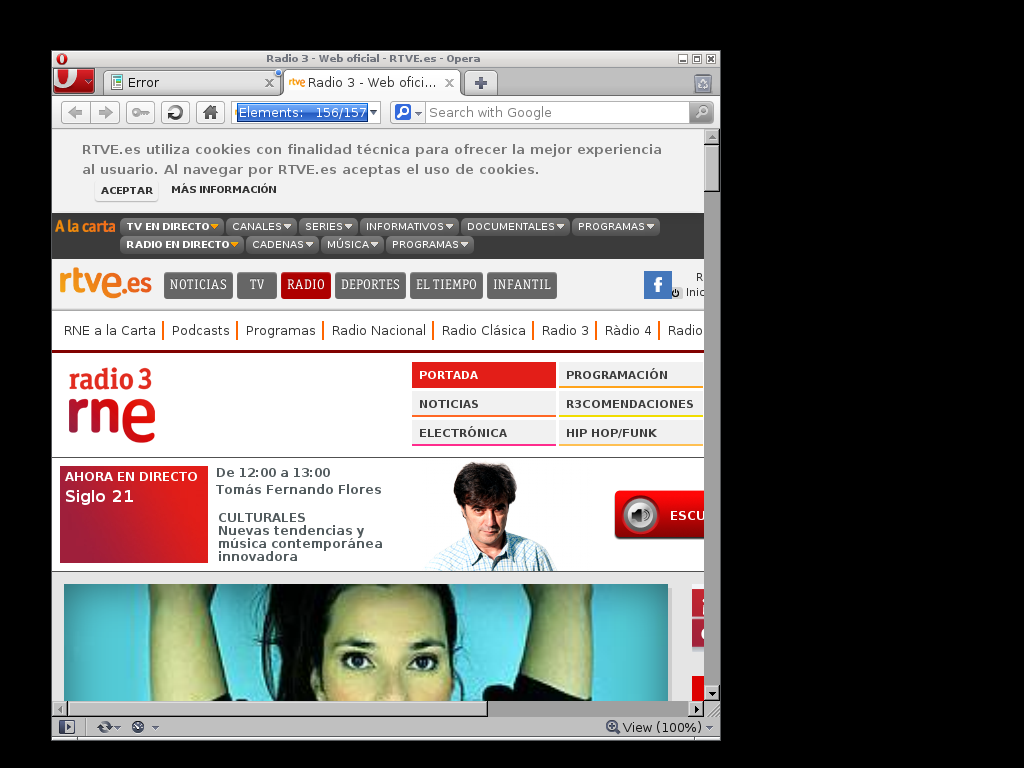 Radio 3 - Web oficial - RTVE.es - Opera
Error
rtve Radio 3 - Web ofici...
Elements: 156/157
Search with Google
RTVE.es utiliza cookies con finalidad técnica para ofrecer la mejor experiencia
al usuario. Al navegar por RTVE.es aceptas el uso de cookies.
ACEPTAR MÀS INFORMACIÓN
A la carta TV EN DIRECTO CANALES SERIES INFORMATIVOS DOCUMENTALES PROGRAMAS
RADIO EN DIRECTO CADENAS MÚSICA PROGRAMAS
rtve.es NOTICIAS TV RADIO DEPORTES EL TIEMPO INFANTIL f R
Inic
RNE a la Carta Podcasts Programas Radio Nacional Radio Clásica Radio 3 Ràdio 4 Radio
radio 3
rne
PORTADA PROGRAMACIÓN
NOTICIAS R3COMENDACIONES
ELECTRÓNICA HIP HOP/FUNK
AHORA EN DIRECTO
Siglo 21
De 12:00 a 13:00
Tomás Fernando Flores
CULTURALES
Nuevas tendencias y
música contemporánea
innovadora
ESCU
View (100%)